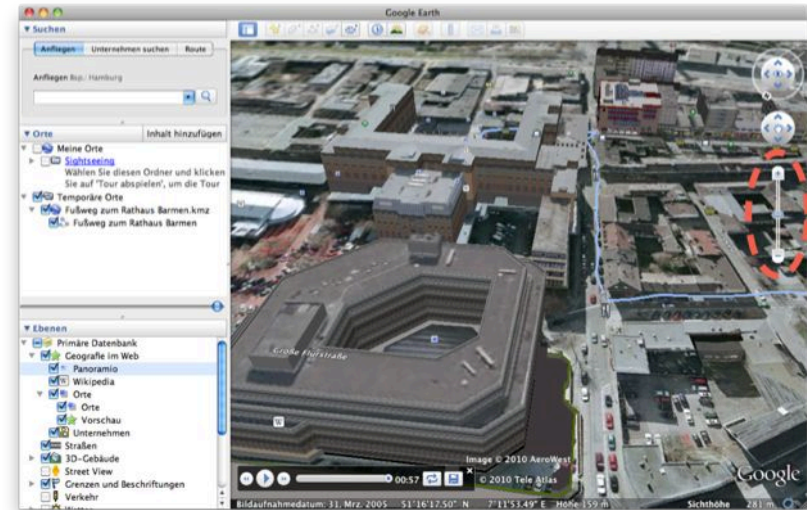 Google Earth
Suchen
Anfliegen Unternehmen suchen Route
Anfliegen Bsp.: Hamburg
Orte Inhalt hinzufügen
Meine Orte
Sightseeing
Wählen Sie diesen Ordner und klicken
Sie auf 'Tour abspielen', um die Tour
Temporäre Orte
Fußweg zum Rathaus Barmen.kmz
Fußweg zum Rathaus Barmen
Ebenen
Primäre Datenbank
Geografie im Web
Panoramio
Wikipedia
Orte
Orte
Vorschau
Unternehmen
Straßen
3D-Gebäude
Street View
Grenzen und Beschriftungen
Verkehr
Wetter
Große Flurstraße
W
Image © 2010 AeroWest
© 2010 Tele Atlas
00:57
Google
Bildaufnahmedatum: 31. Mrz. 2005 51°16'17.50" N 7°11'53.49" E Höhe 159 m Sichthöhe 281 m